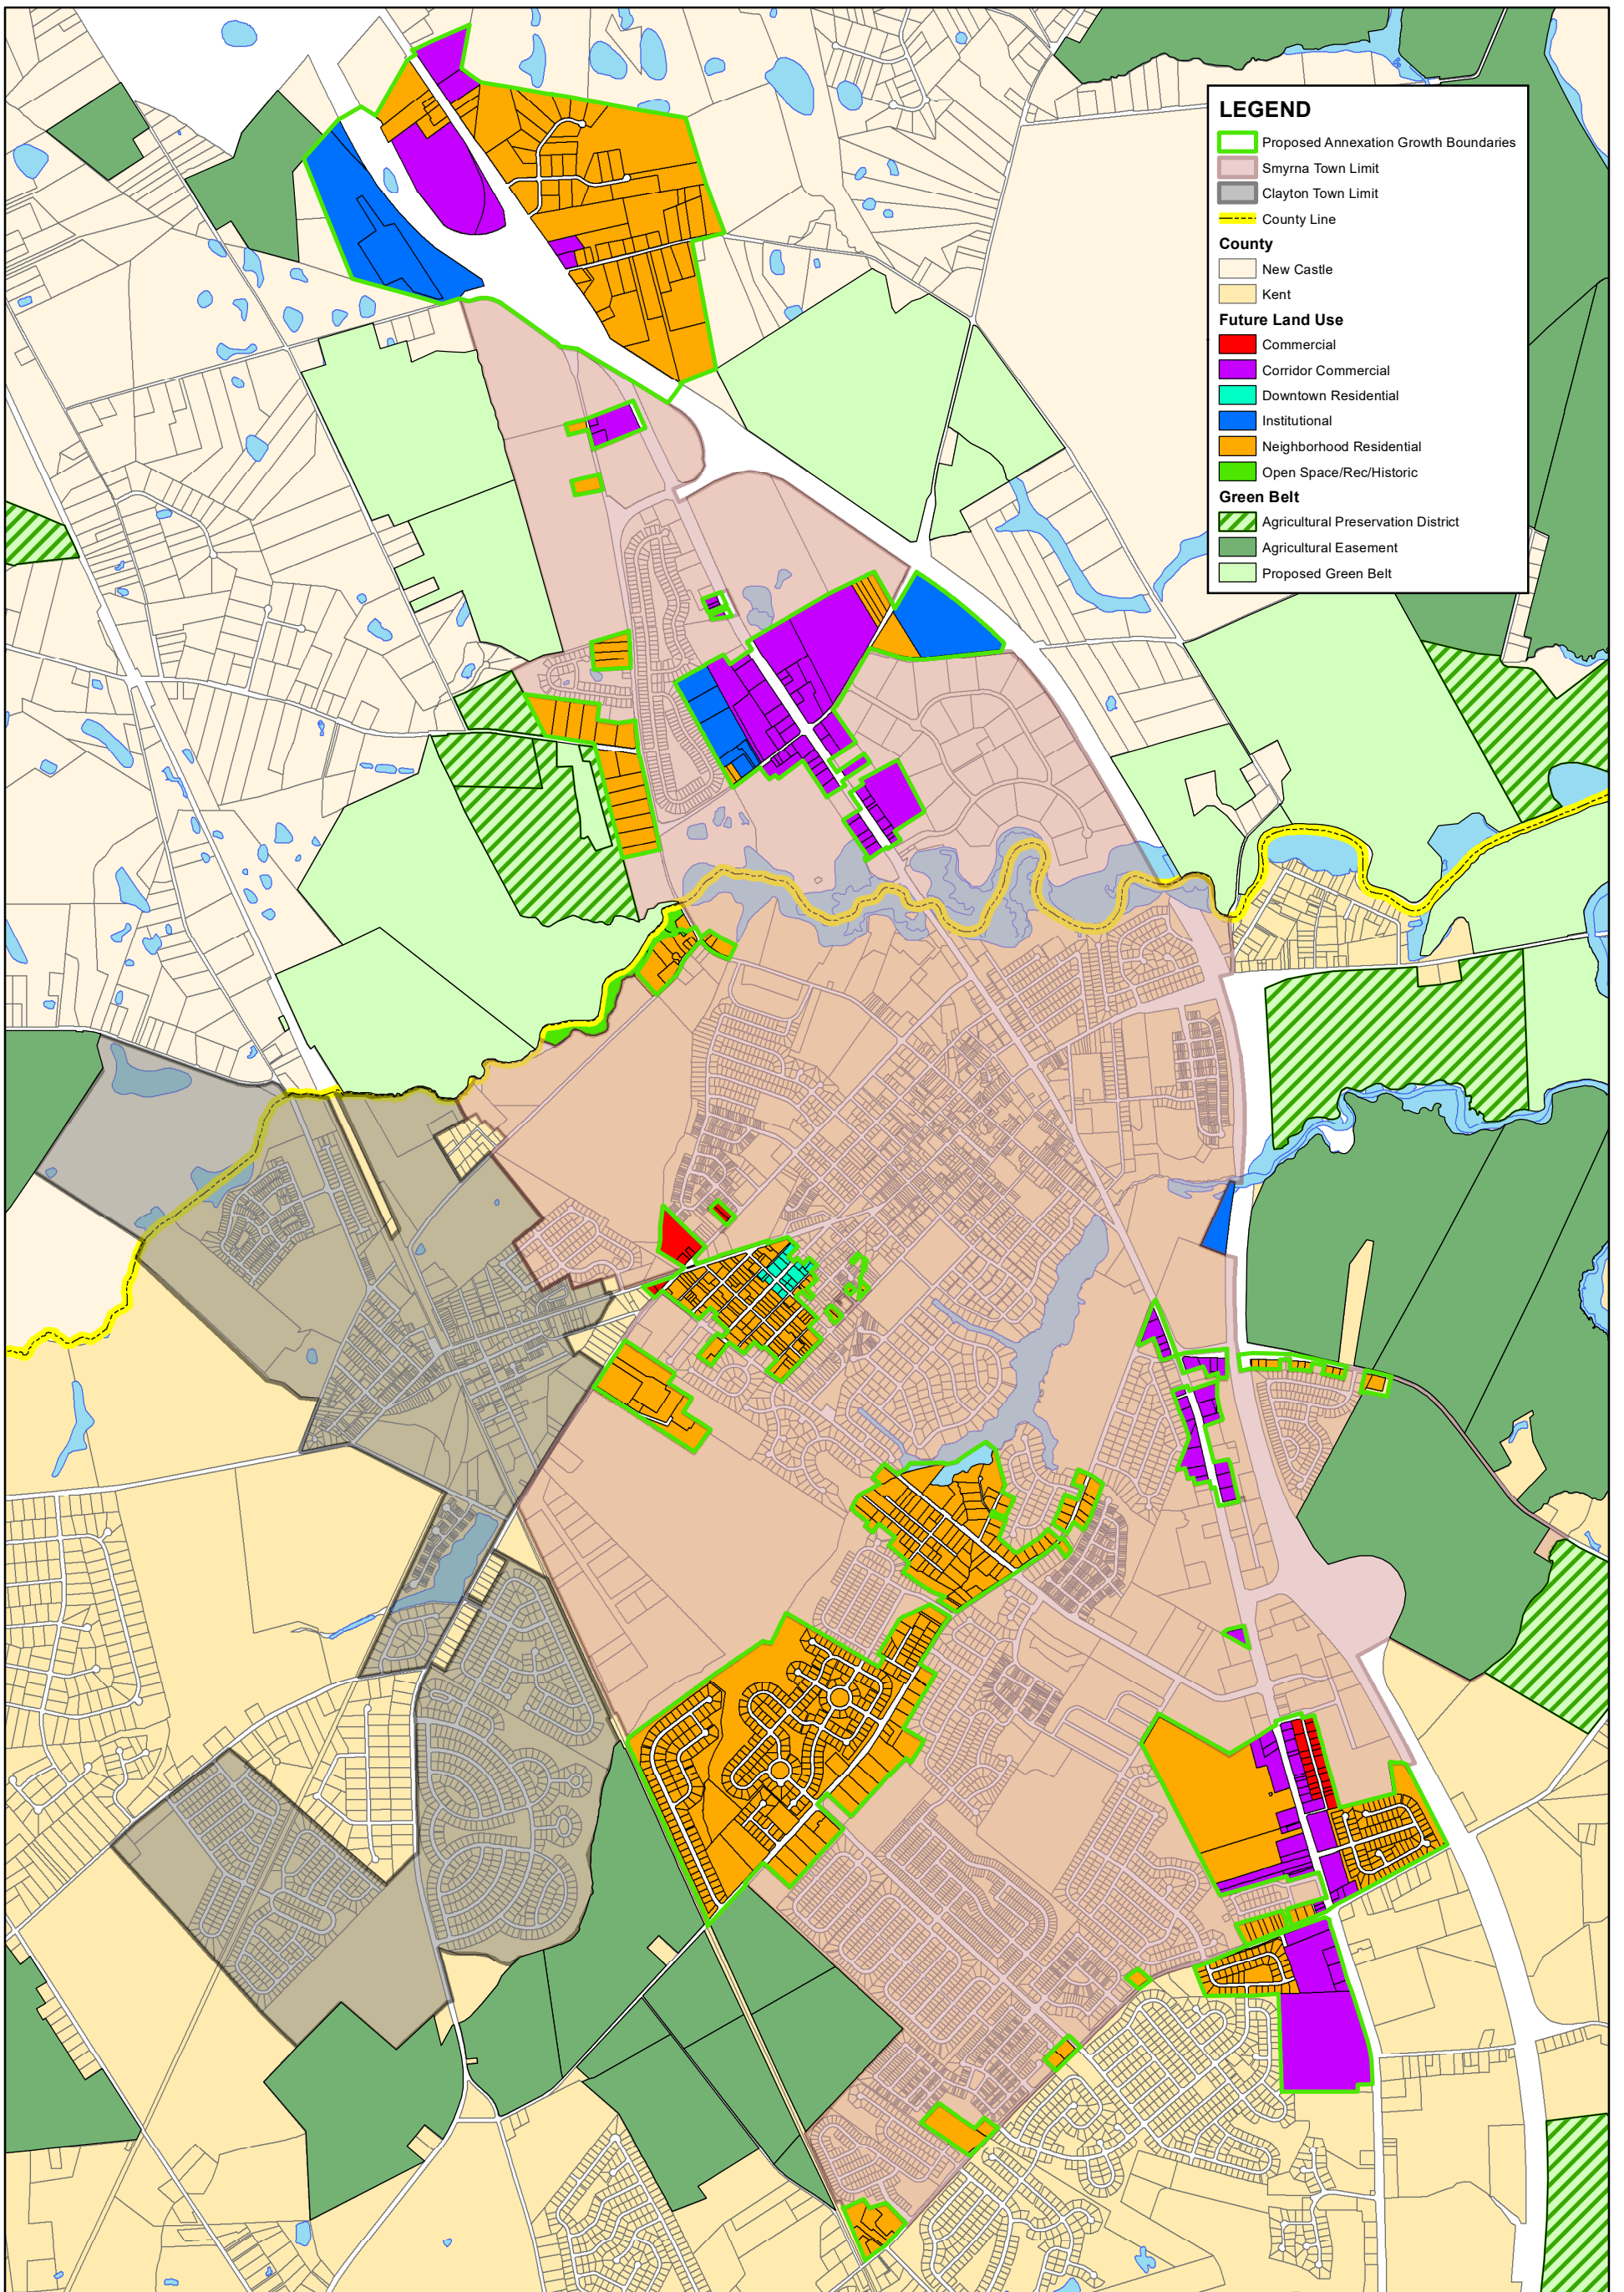 LEGEND
Proposed Annexation Growth Boundaries
Smyrna Town Limit
Clayton Town Limit
County Line
County
New Castle
Kent
Future Land Use
Commercial
Corridor Commercial
Downtown Residential
Institutional
Neighborhood Residential
Open Space/Rec/Historic
Green Belt
Agricultural Preservation District
Agricultural Easement
Proposed Green Belt